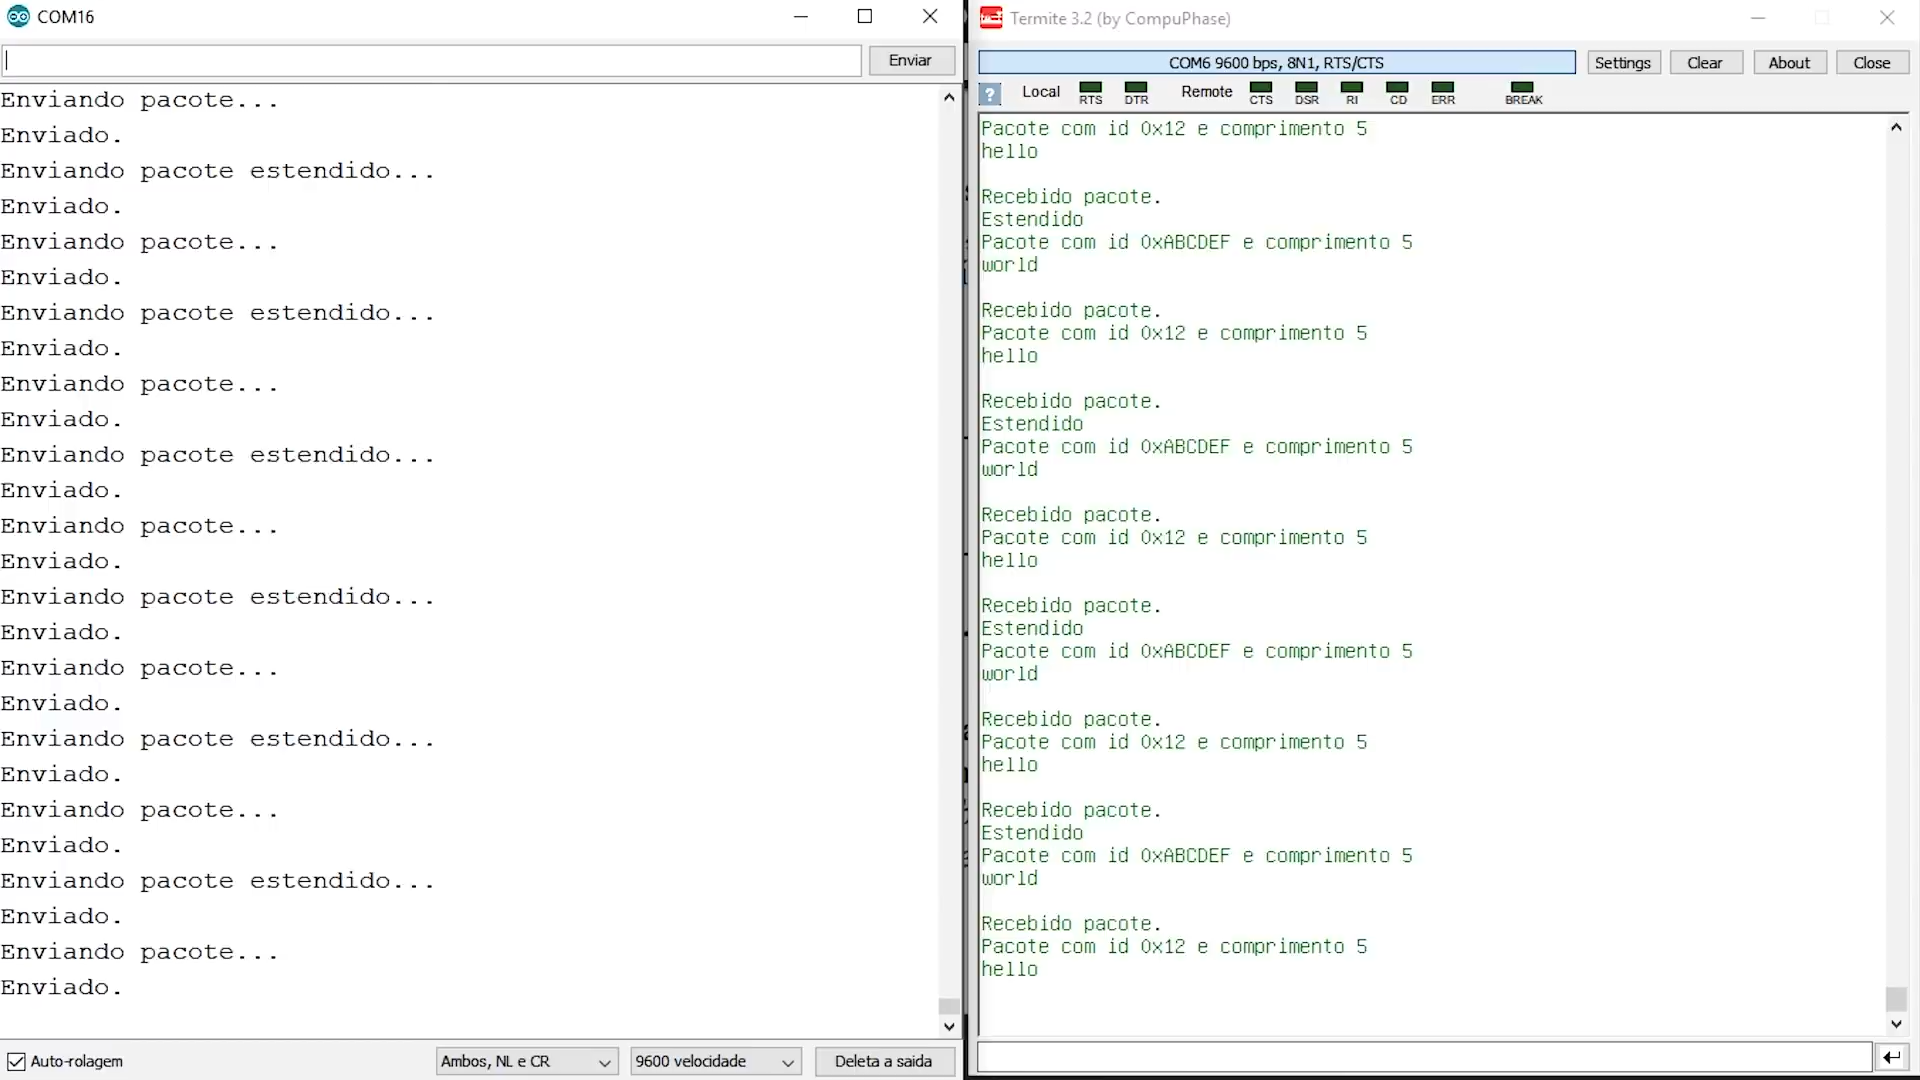 COM16
Enviar
Enviando pacote...
Enviado.
Enviando pacote estendido...
Enviado.
Enviando pacote...
Enviado.
Enviando pacote estendido...
Enviado.
Enviando pacote...
Enviado.
Enviando pacote estendido...
Enviado.
Enviando pacote...
Enviado.
Enviando pacote estendido...
Enviado.
Enviando pacote...
Enviado.
Enviando pacote estendido...
Enviado.
Enviando pacote...
Enviado.
Enviando pacote estendido...
Enviado.
Enviando pacote...
Enviado.
Auto-rolagem
Ambos, NL e CR
9600 velocidade
Deleta a saida
Termite 3.2 (by CompuPhase)
COM6 9600 bps, 8N1, RTS/CTS
Settings
Clear
About
Close
? Local RTS DTR Remote CTS DSR RI CD ERR BREAK
Pacote com id 0x12 e comprimento 5
hello
Recebido pacote.
Estendido
Pacote com id 0xABCDEF e comprimento 5
world
Recebido pacote.
Pacote com id 0x12 e comprimento 5
hello
Recebido pacote.
Estendido
Pacote com id 0xABCDEF e comprimento 5
world
Recebido pacote.
Pacote com id 0x12 e comprimento 5
hello
Recebido pacote.
Estendido
Pacote com id 0xABCDEF e comprimento 5
world
Recebido pacote.
Pacote com id 0x12 e comprimento 5
hello
Recebido pacote.
Estendido
Pacote com id 0xABCDEF e comprimento 5
world
Recebido pacote.
Pacote com id 0x12 e comprimento 5
hello